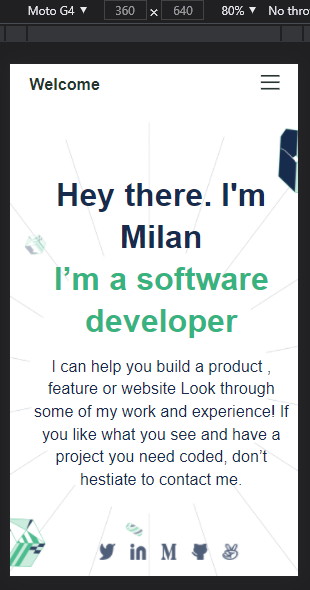 Moto G4 ▼ 360 × 640 80% ▼ No thro
Welcome
Hey there. I'm
Milan
I’m a software
developer
I can help you build a product ,
feature or website Look through
some of my work and experience! If
you like what you see and have a
project you need coded, don’t
hestiate to contact me.